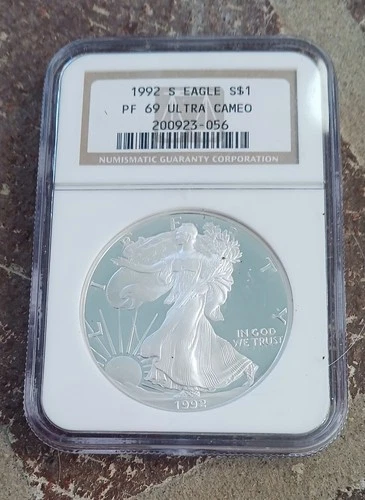 1992 S EAGLE S$1
PF 69 ULTRA CAMEO
200923-056
NUMISMATIC GUARANTY CORPORATION
LIBERTY
IN GOD
WE TRUST
1992